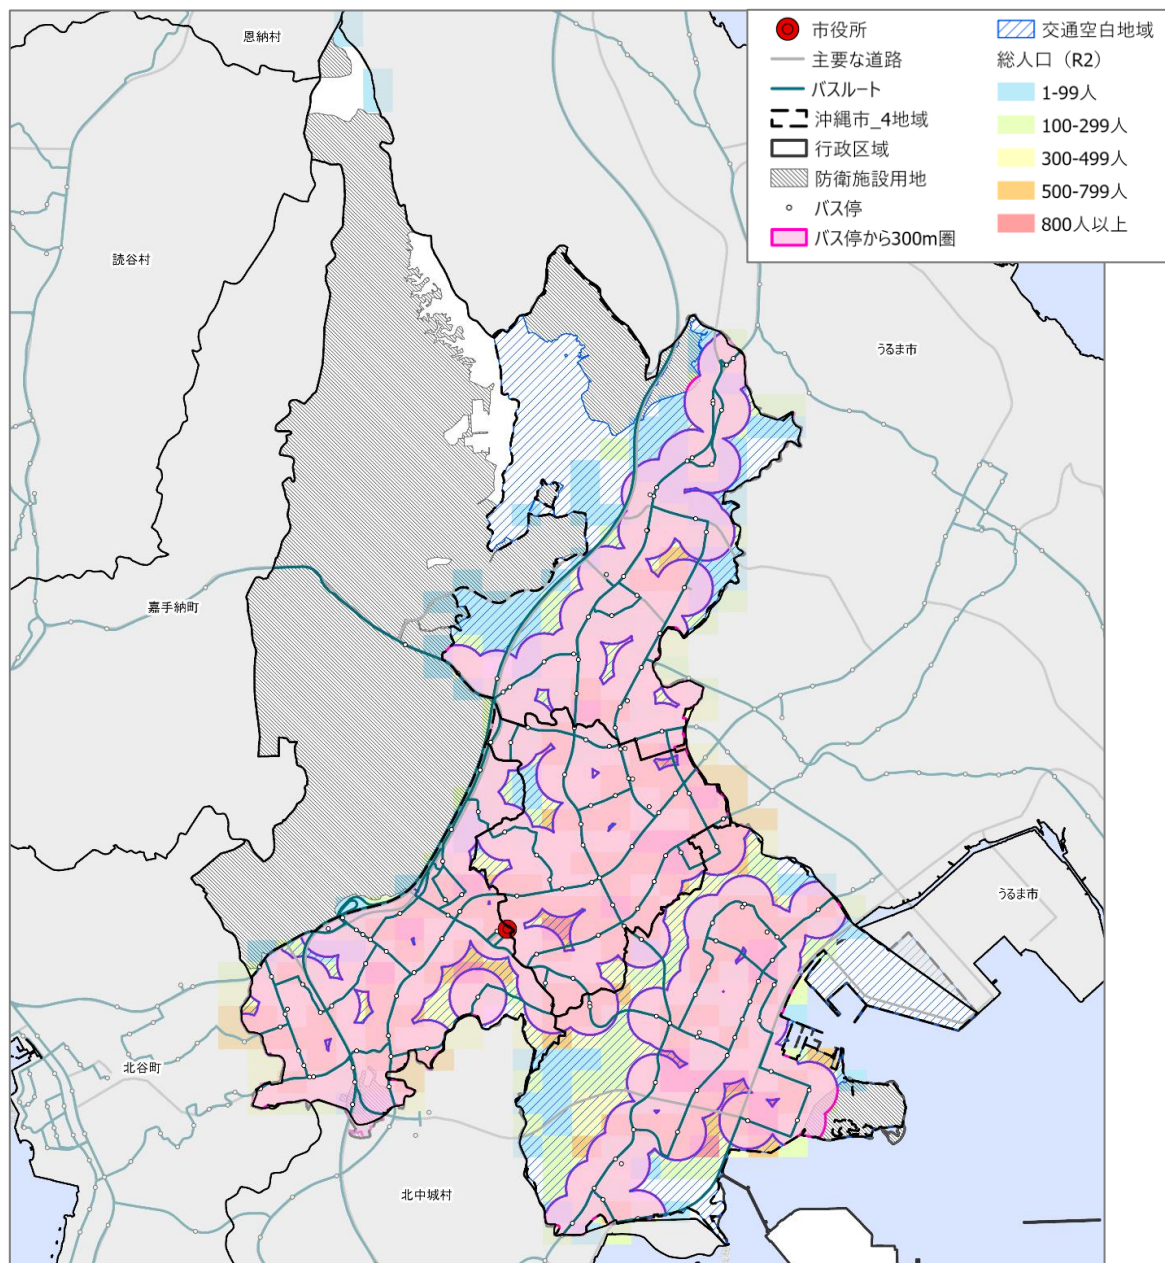 市役所
主要な道路
バスルート
沖縄市_4地域
行政区域
防衛施設用地
バス停
バス停から300m圏
交通空白地域
総人口（R2）
1-99人
100-299人
300-499人
500-799人
800人以上
恩納村
読谷村
うるま市
嘉手納町
うるま市
北谷町
北中城村